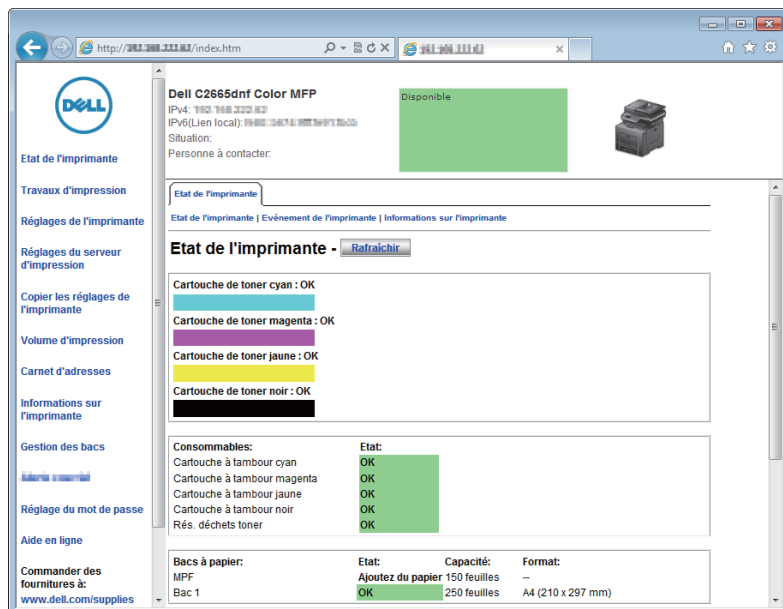 http:// /index.htm
DELL
Dell C2665dnf Color MFP
IPv4:
IPv6(Lien local):
Situation:
Personne à contacter:
Disponible
Etat de l'imprimante
Travaux d'impression
Réglages de l'imprimante
Réglages du serveur
d'impression
Copier les réglages de
l'imprimante
Volume d'impression
Carnet d'adresses
Informations sur
l'imprimante
Gestion des bacs
Réglage du mot de passe
Aide en ligne
Commander des
fournitures à:
www.dell.com/supplies
Etat de l'imprimante
Etat de l'imprimante | Evénement de l'imprimante | Informations sur l'imprimante
Etat de l'imprimante - Rafraîchir
Cartouche de toner cyan : OK
Cartouche de toner magenta : OK
Cartouche de toner jaune : OK
Cartouche de toner noir : OK
Consommables: Etat:
Cartouche à tambour cyan OK
Cartouche à tambour magenta OK
Cartouche à tambour jaune OK
Cartouche à tambour noir OK
Rés. déchets toner OK
Bacs à papier: Etat: Capacité: Format:
MPF Ajoutez du papier 150 feuilles --
Bac 1 OK 250 feuilles A4 (210 x 297 mm)